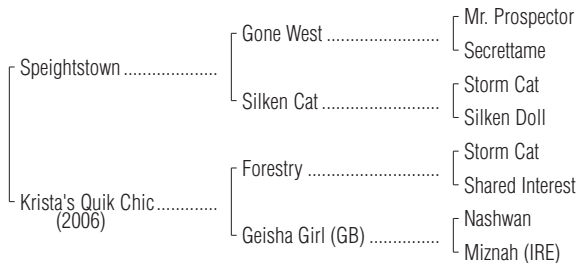 Mr. Prospector
Gone West ........................
Secrettame
Speightstown ....................
Storm Cat
Silken Cat .........................
Silken Doll
Storm Cat
Forestry ............................
Shared Interest
Krista's Quik Chic.............
(2006)
Nashwan
Geisha Girl (GB) ...............
Miznah (IRE)